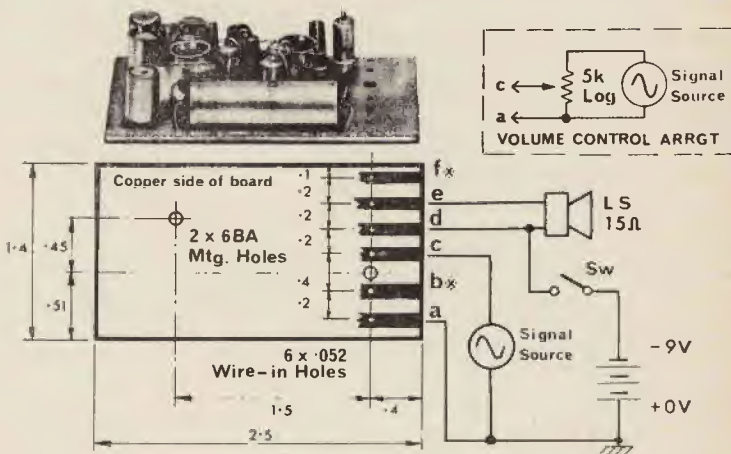 5k
Log
c
a
Signal
Source
VOLUME CONTROL ARRGT
Copper side of board
2 x 6BA
Mtg. Holes
6 x ·052
Wire-in Holes
·1
·2
·2
·2
·4
·2
f*
e
d
c
b*
a
LS
15Ω
Sw
Signal
Source
-9V
+0V
1·4
·45
·51
1·5
·4
2·5